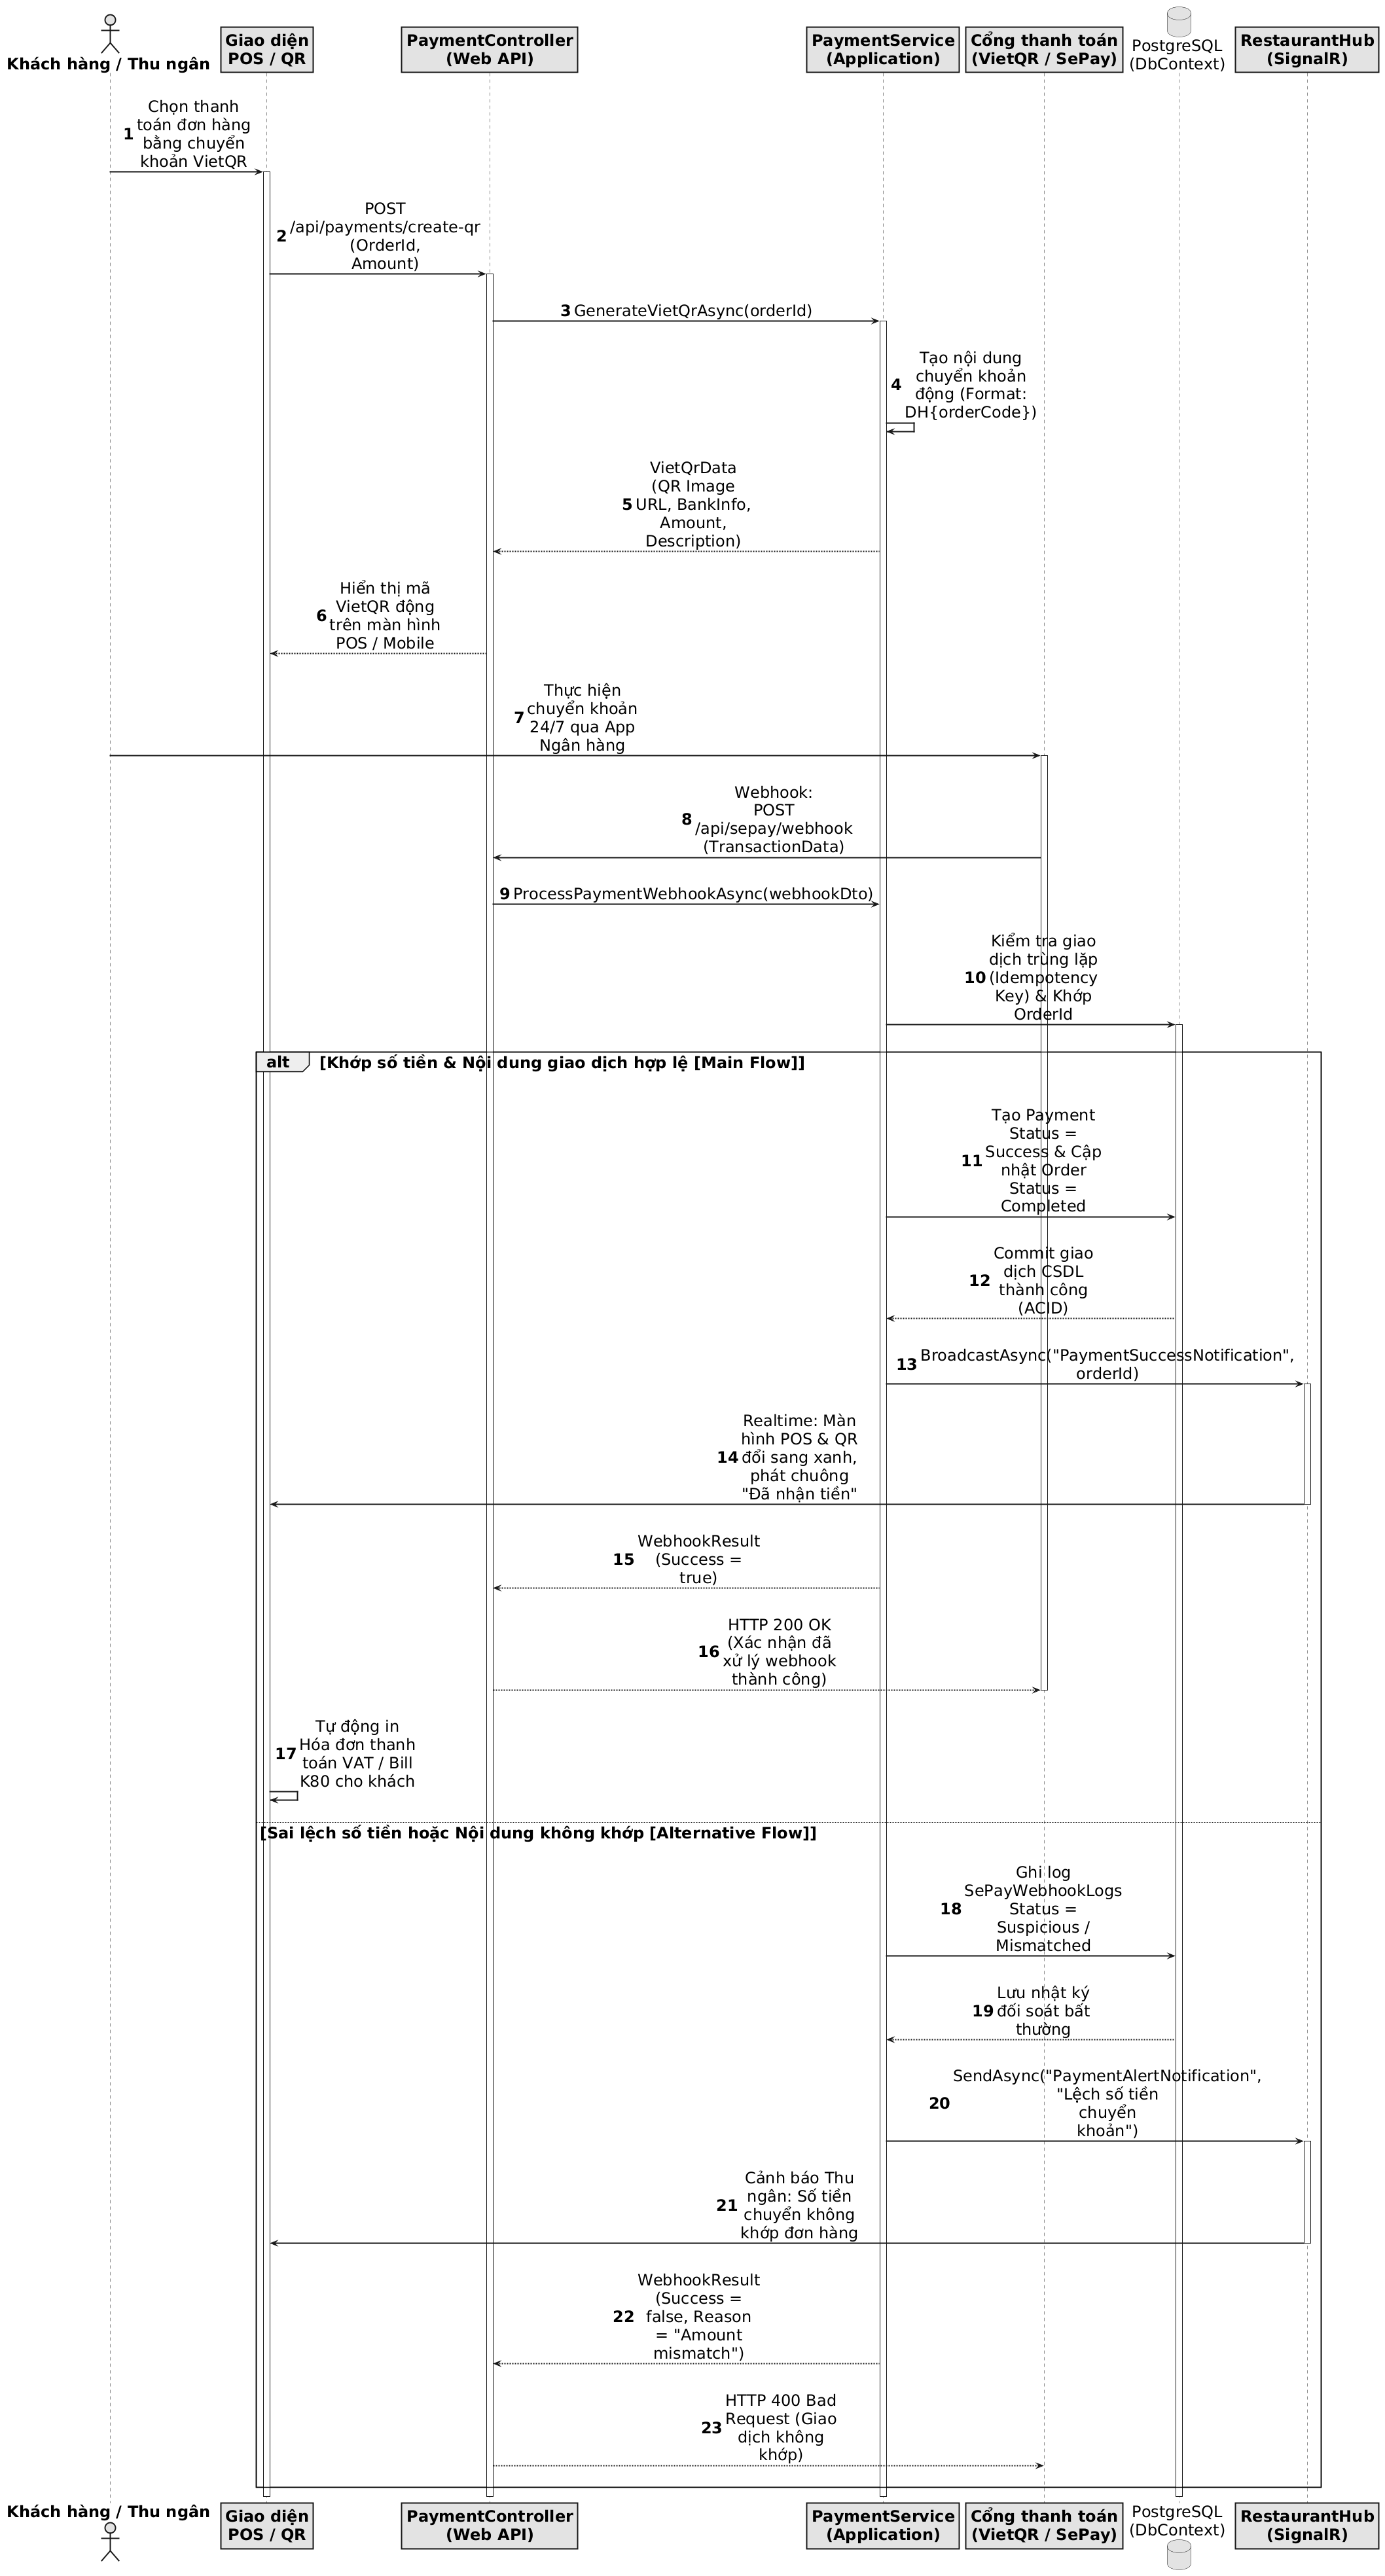 Khách hàng / Thu ngân
Giao diện
POS / QR
PaymentController
(Web API)
PaymentService
(Application)
Cổng thanh toán
(VietQR / SePay)
PostgreSQL
(DbContext)
RestaurantHub
(SignalR)
1
Chọn thanh
toán đơn hàng
bằng chuyển
khoản VietQR
2
POST
/api/payments/create-qr
(OrderId,
Amount)
3 GenerateVietQrAsync(orderId)
4
Tạo nội dung
chuyển khoản
động (Format:
DH{orderCode})
5
VietQrData
(QR Image
URL, BankInfo,
Amount,
Description)
6
Hiển thị mã
VietQR động
trên màn hình
POS / Mobile
7
Thực hiện
chuyển khoản
24/7 qua App
Ngân hàng
8
Webhook:
POST
/api/sepay/webhook
(TransactionData)
9 ProcessPaymentWebhookAsync(webhookDto)
10
Kiểm tra giao
dịch trùng lặp
(Idempotency
Key) & Khớp
OrderId
alt [Khớp số tiền & Nội dung giao dịch hợp lệ [Main Flow]]
11
Tạo Payment
Status =
Success & Cập
nhật Order
Status =
Completed
12
Commit giao
dịch CSDL
thành công
(ACID)
13
BroadcastAsync("PaymentSuccessNotification",
orderId)
14
Realtime: Màn
hình POS & QR
đổi sang xanh,
phát chuông
"Đã nhận tiền"
15
WebhookResult
(Success =
true)
16
HTTP 200 OK
(Xác nhận đã
xử lý webhook
thành công)
17
Tự động in
Hóa đơn thanh
toán VAT / Bill
K80 cho khách
[Sai lệch số tiền hoặc Nội dung không khớp [Alternative Flow]]
18
Ghi log
SePayWebhookLogs
Status =
Suspicious /
Mismatched
19
Lưu nhật ký
đối soát bất
thường
20
SendAsync("PaymentAlertNotification",
"Lệch số tiền
chuyển
khoản")
21
Cảnh báo Thu
ngân: Số tiền
chuyển không
khớp đơn hàng
22
WebhookResult
(Success =
false, Reason
= "Amount
mismatch")
23
HTTP 400 Bad
Request (Giao
dịch không
khớp)
Khách hàng / Thu ngân
Giao diện
POS / QR
PaymentController
(Web API)
PaymentService
(Application)
Cổng thanh toán
(VietQR / SePay)
PostgreSQL
(DbContext)
RestaurantHub
(SignalR)